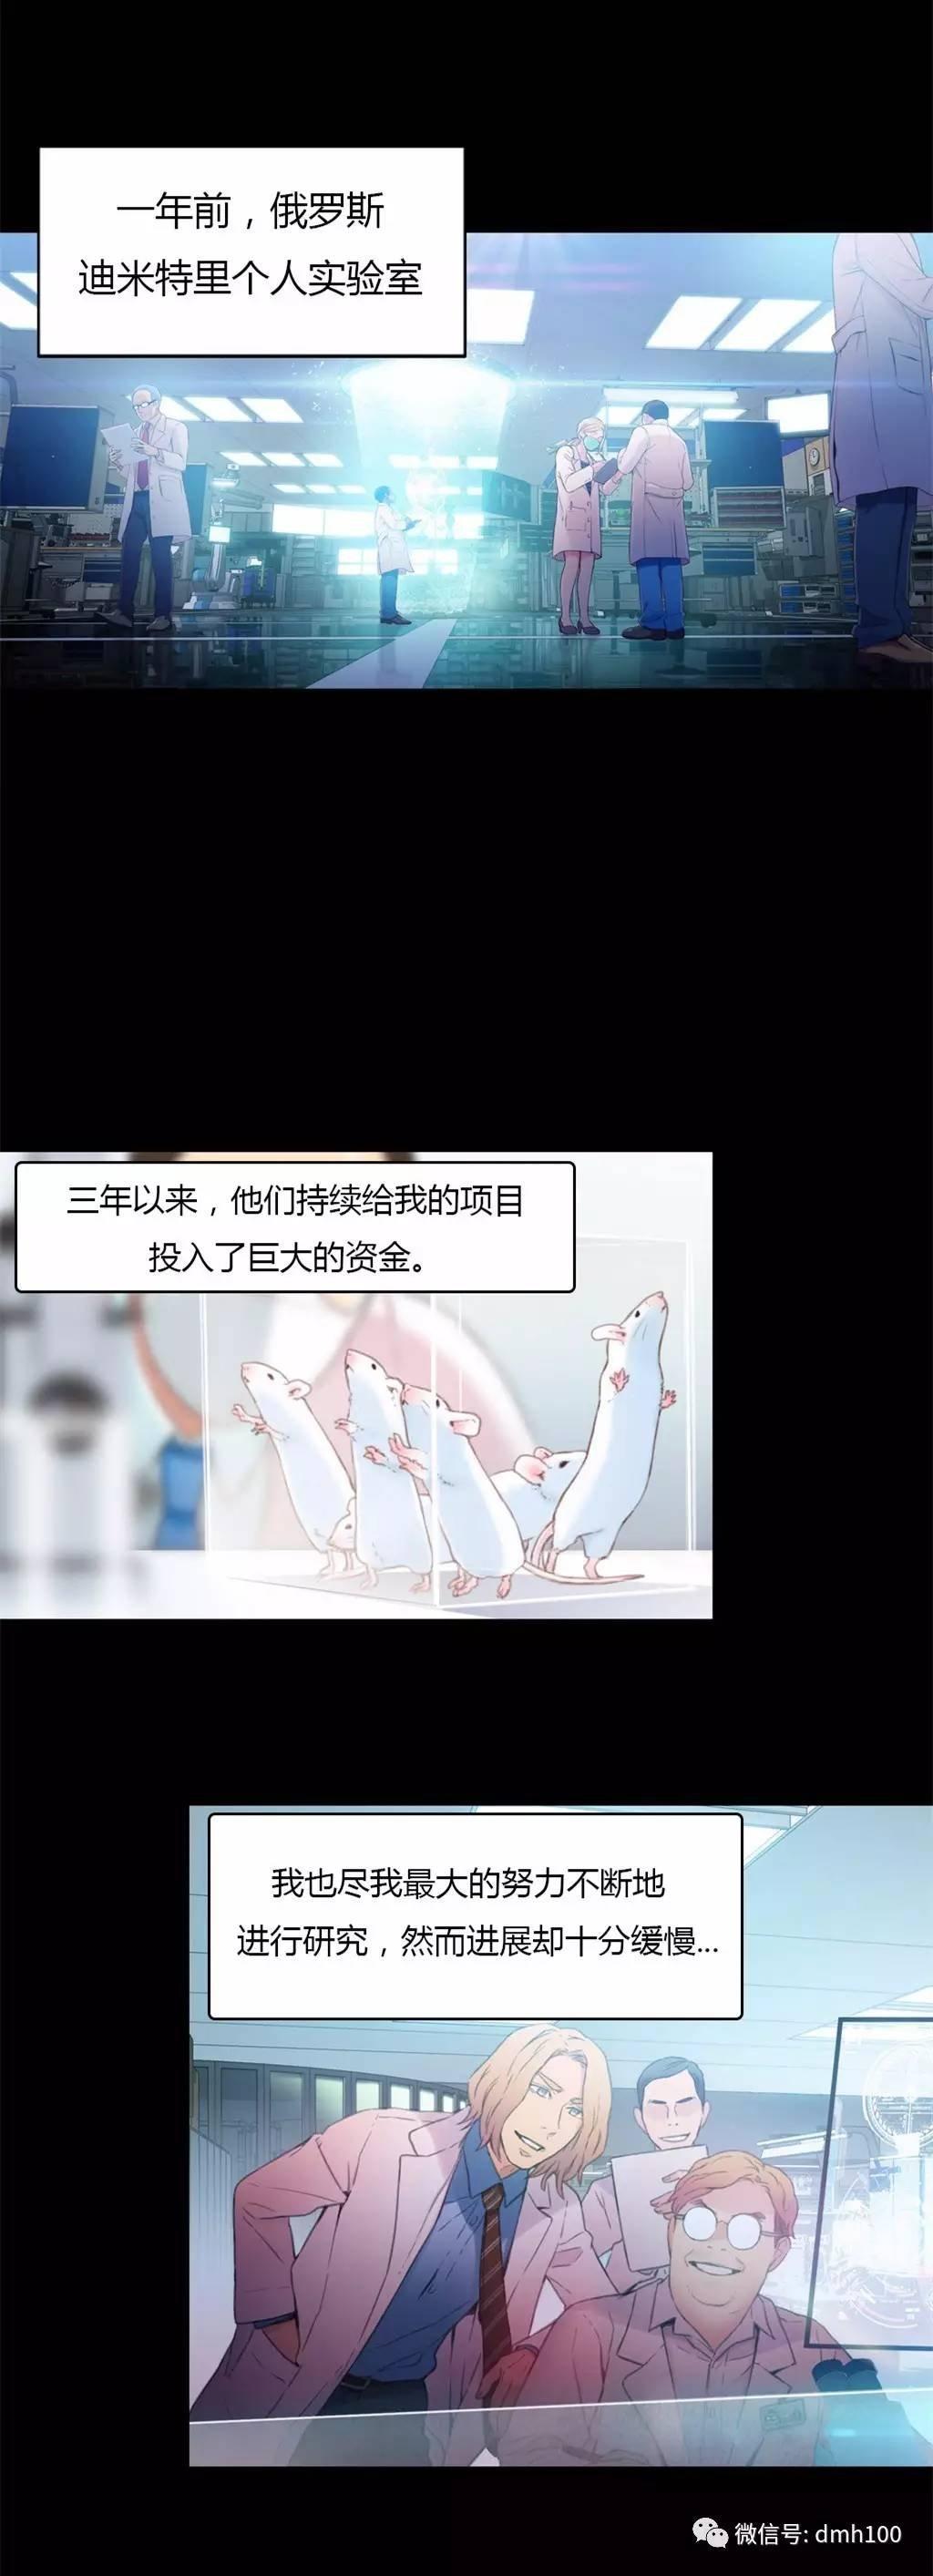 一年前，俄罗斯
迪米特里个人实验室
三年以来，他们持续给我的项目
投入了巨大的资金。
我也尽我最大的努力不断地
进行研究，然而进展却十分缓慢...
微信号: dmh100